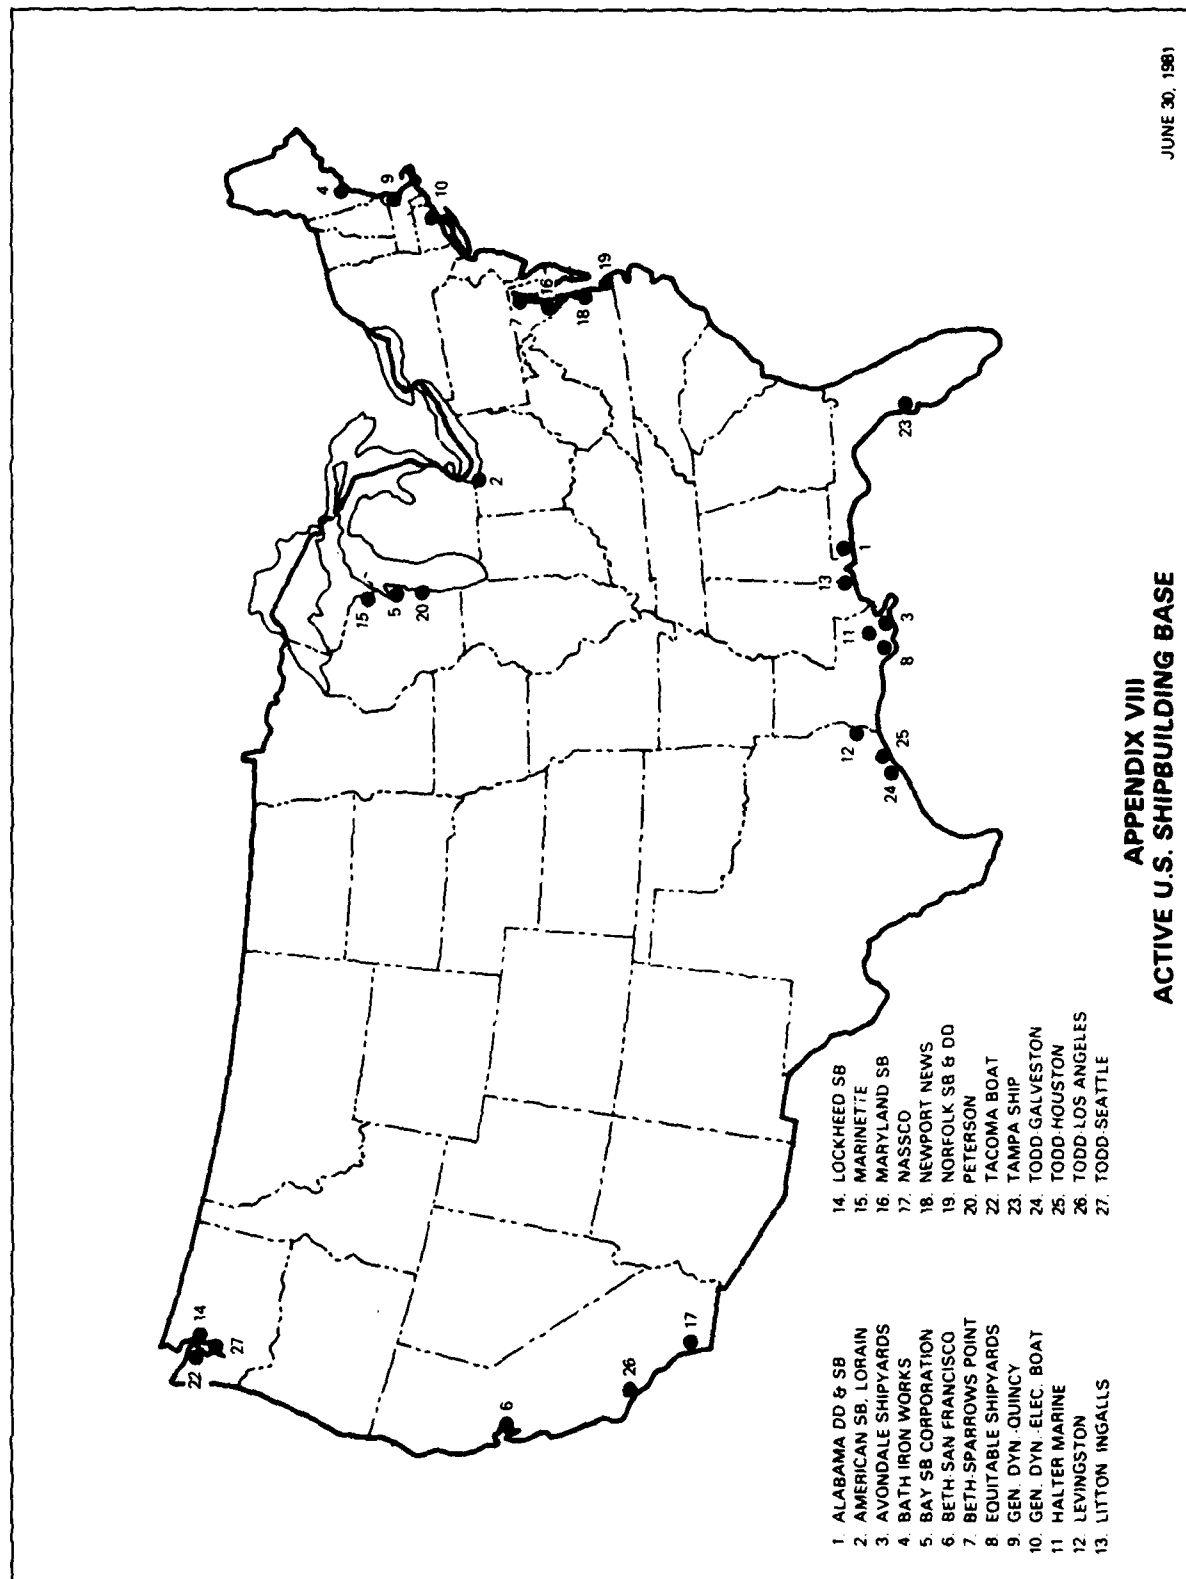 4
9
10
19
7
16
18
2
23
15
5
20
1
13
11
3
8
12
25
24
14
22
27
17
26
6
1. ALABAMA DD & SB
2. AMERICAN SB. LORAIN
3. AVONDALE SHIPYARDS
4. BATH IRON WORKS
5. BAY SB CORPORATION
6. BETH-SAN FRANCISCO
7. BETH-SPARROWS POINT
8. EQUITABLE SHIPYARDS
9. GEN. DYN.-QUINCY
10. GEN. DYN.-ELEC. BOAT
11 HALTER MARINE
12. LEVINGSTON
13. LITTON INGALLS
14. LOCKHEED SB
15. MARINETTE
16. MARYLAND SB
17. NASSCO
18. NEWPORT NEWS
19. NORFOLK SB & DD
20. PETERSON
22. TACOMA BOAT
23. TAMPA SHIP
24. TODD-GALVESTON
25. TODD-HOUSTON
26. TODD-LOS ANGELES
27. TODD-SEATTLE
APPENDIX VIII
ACTIVE U.S. SHIPBUILDING BASE
JUNE 30, 1981